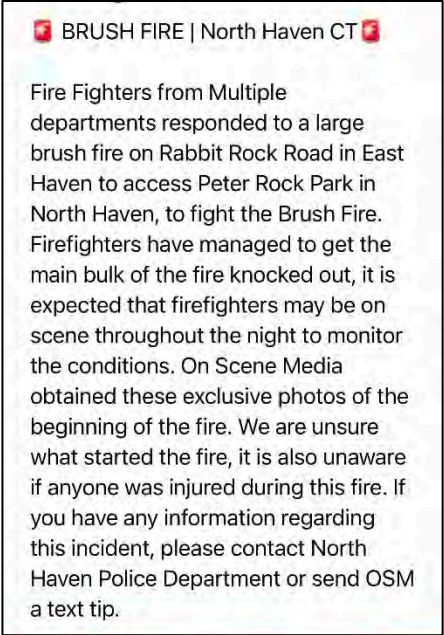 🚨 BRUSH FIRE | North Haven CT🚨
Fire Fighters from Multiple
departments responded to a large
brush fire on Rabbit Rock Road in East
Haven to access Peter Rock Park in
North Haven, to fight the Brush Fire.
Firefighters have managed to get the
main bulk of the fire knocked out, it is
expected that firefighters may be on
scene throughout the night to monitor
the conditions. On Scene Media
obtained these exclusive photos of the
beginning of the fire. We are unsure
what started the fire, it is also unaware
if anyone was injured during this fire. If
you have any information regarding
this incident, please contact North
Haven Police Department or send OSM
a text tip.